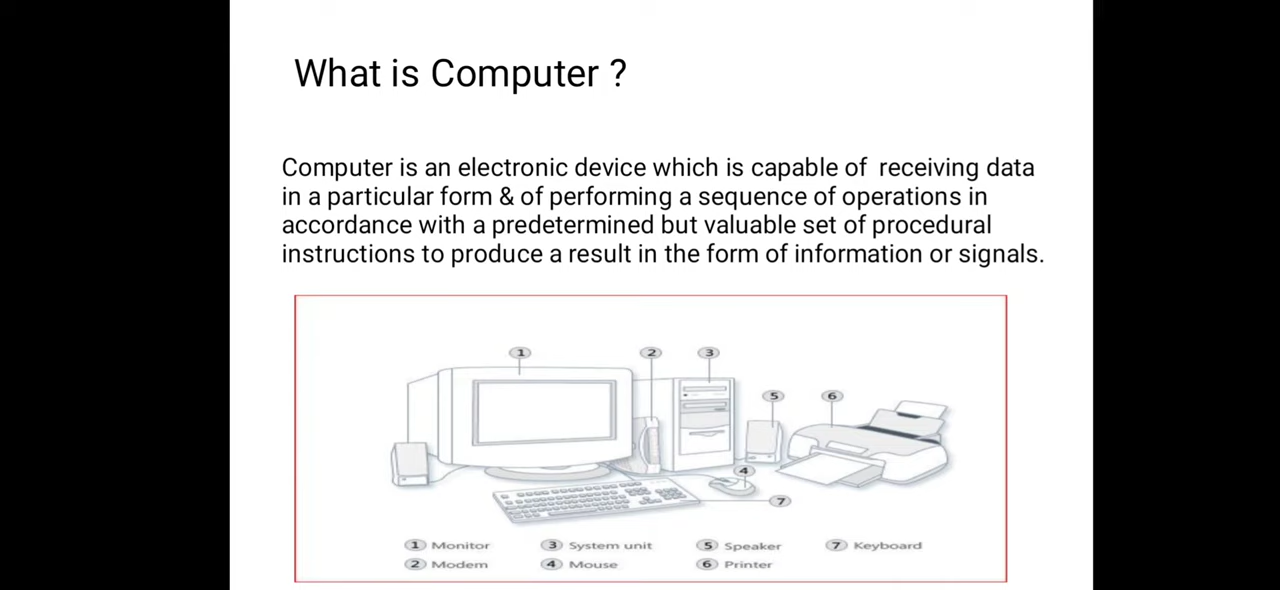 What is Computer ?
Computer is an electronic device which is capable of receiving data
in a particular form & of performing a sequence of operations in
accordance with a predetermined but valuable set of procedural
instructions to produce a result in the form of information or signals.
1 2 3
5 6
4
7
1 Monitor 3 System unit 5 Speaker 7 Keyboard
2 Modem 4 Mouse 6 Printer